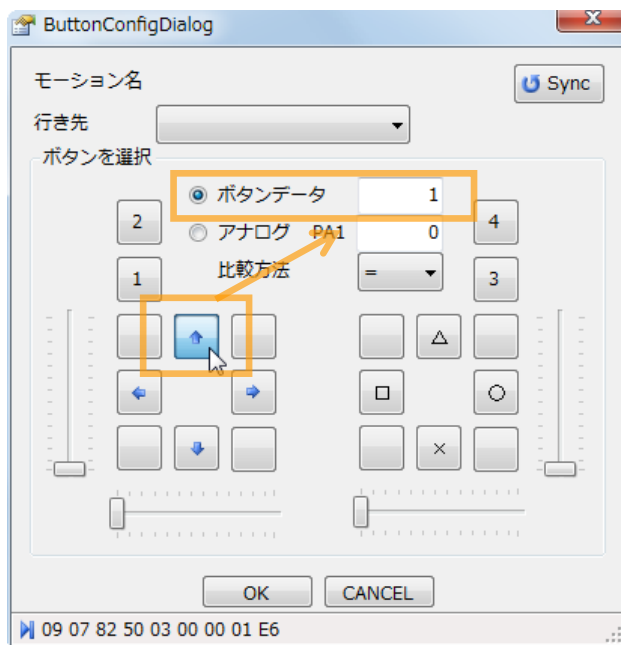 ButtonConfigDialog
モーション名
Sync
行き先
ボタンを選択
ボタンデータ 1
2
アナログ PA1 0
4
1
比較方法 =
3
OK CANCEL
09 07 82 50 03 00 00 01 E6